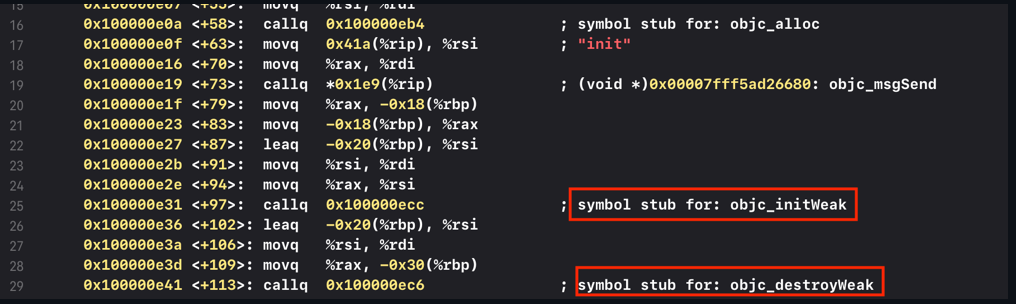 15 0x100000e07 <+55>: movq %rsi, %rdi
16 0x100000e0a <+58>: callq 0x100000eb4 ; symbol stub for: objc_alloc
17 0x100000e0f <+63>: movq 0x41a(%rip), %rsi ; "init"
18 0x100000e16 <+70>: movq %rax, %rdi
19 0x100000e19 <+73>: callq *0x1e9(%rip) ; (void *)0x00007fff5ad26680: objc_msgSend
20 0x100000e1f <+79>: movq %rax, -0x18(%rbp)
21 0x100000e23 <+83>: movq -0x18(%rbp), %rax
22 0x100000e27 <+87>: leaq -0x20(%rbp), %rsi
23 0x100000e2b <+91>: movq %rsi, %rdi
24 0x100000e2e <+94>: movq %rax, %rsi
25 0x100000e31 <+97>: callq 0x100000ecc ; symbol stub for: objc_initWeak
26 0x100000e36 <+102>: leaq -0x20(%rbp), %rsi
27 0x100000e3a <+106>: movq %rsi, %rdi
28 0x100000e3d <+109>: movq %rax, -0x30(%rbp)
29 0x100000e41 <+113>: callq 0x100000ec6 ; symbol stub for: objc_destroyWeak